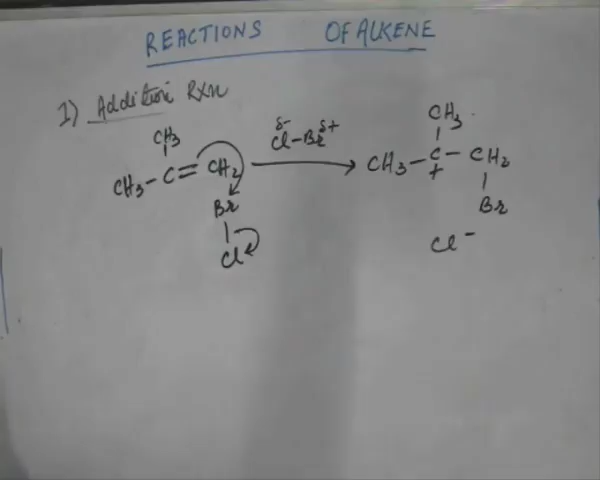 REACTIONS OF ALKENE
1) Addition Rxn
CH3
CH3-C=CH2
Br
Cl
δ- δ+
Cl-Br
CH3
CH3-C-CH2
+
Br
Cl-